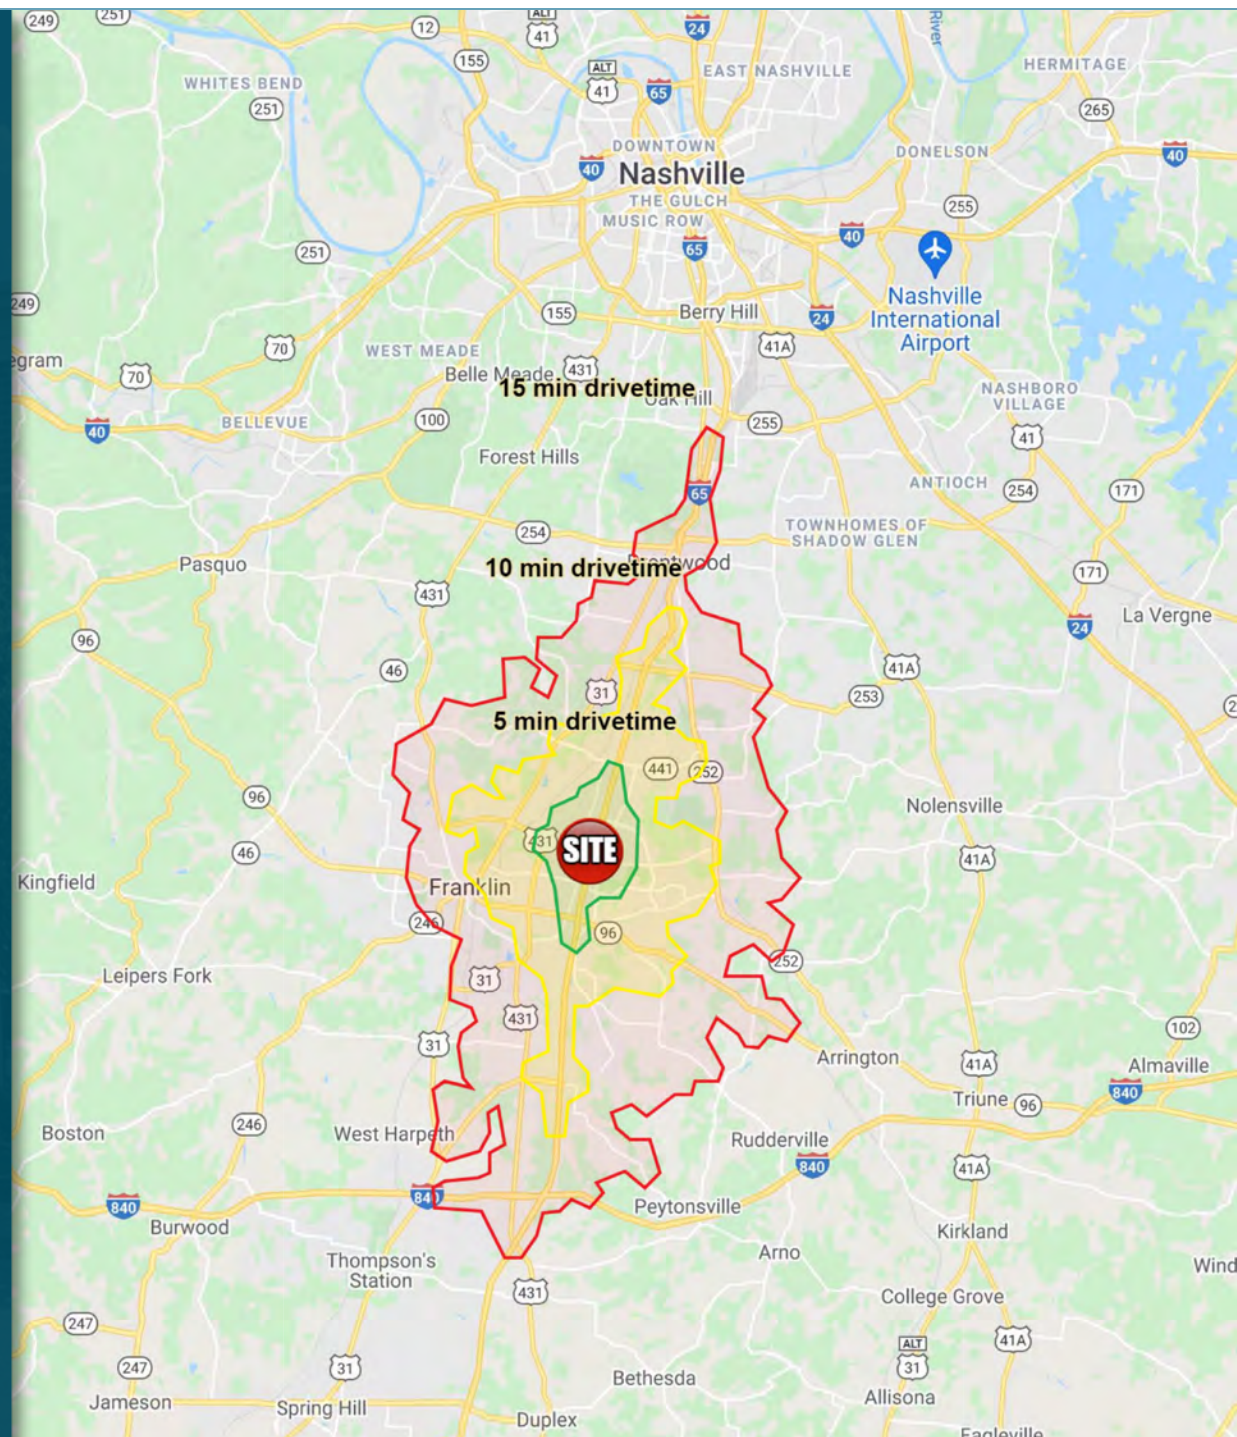 249
251
12
ALT
41
24
River
155
ALT
41
65
EAST NASHVILLE
HERMITAGE
WHITES BEND
251
265
DOWNTOWN
DONELSON
40
40
Nashville
THE GULCH
255
MUSIC ROW
251
65
40
249
Nashville
International
Airport
155
Berry Hill
24
70
WEST MEADE
41A
egram
70
Belle Meade
431
15 min drivetime
Oak Hill
NASHBORO
VILLAGE
40
BELLEVUE
100
255
41
Forest Hills
65
ANTIOCH
254
171
254
TOWNHOMES OF
SHADOW GLEN
Pasquo
10 min drivetime
Brentwood
171
431
La Vergne
24
96
46
41A
31
253
5 min drivetime
441
252
96
Nolensville
431
SITE
46
41A
Kingfield
Franklin
246
96
Leipers Fork
31
252
431
31
102
Arrington
41A
Almaville
840
Triune
96
246
Boston
West Harpeth
Rudderville
840
41A
840
840
Burwood
Peytonsville
Kirkland
Thompson's
Station
Arno
Wind
431
College Grove
247
ALT
31
41A
247
31
Bethesda
Jameson
Allisona
Spring Hill
Duplex
Eagleville